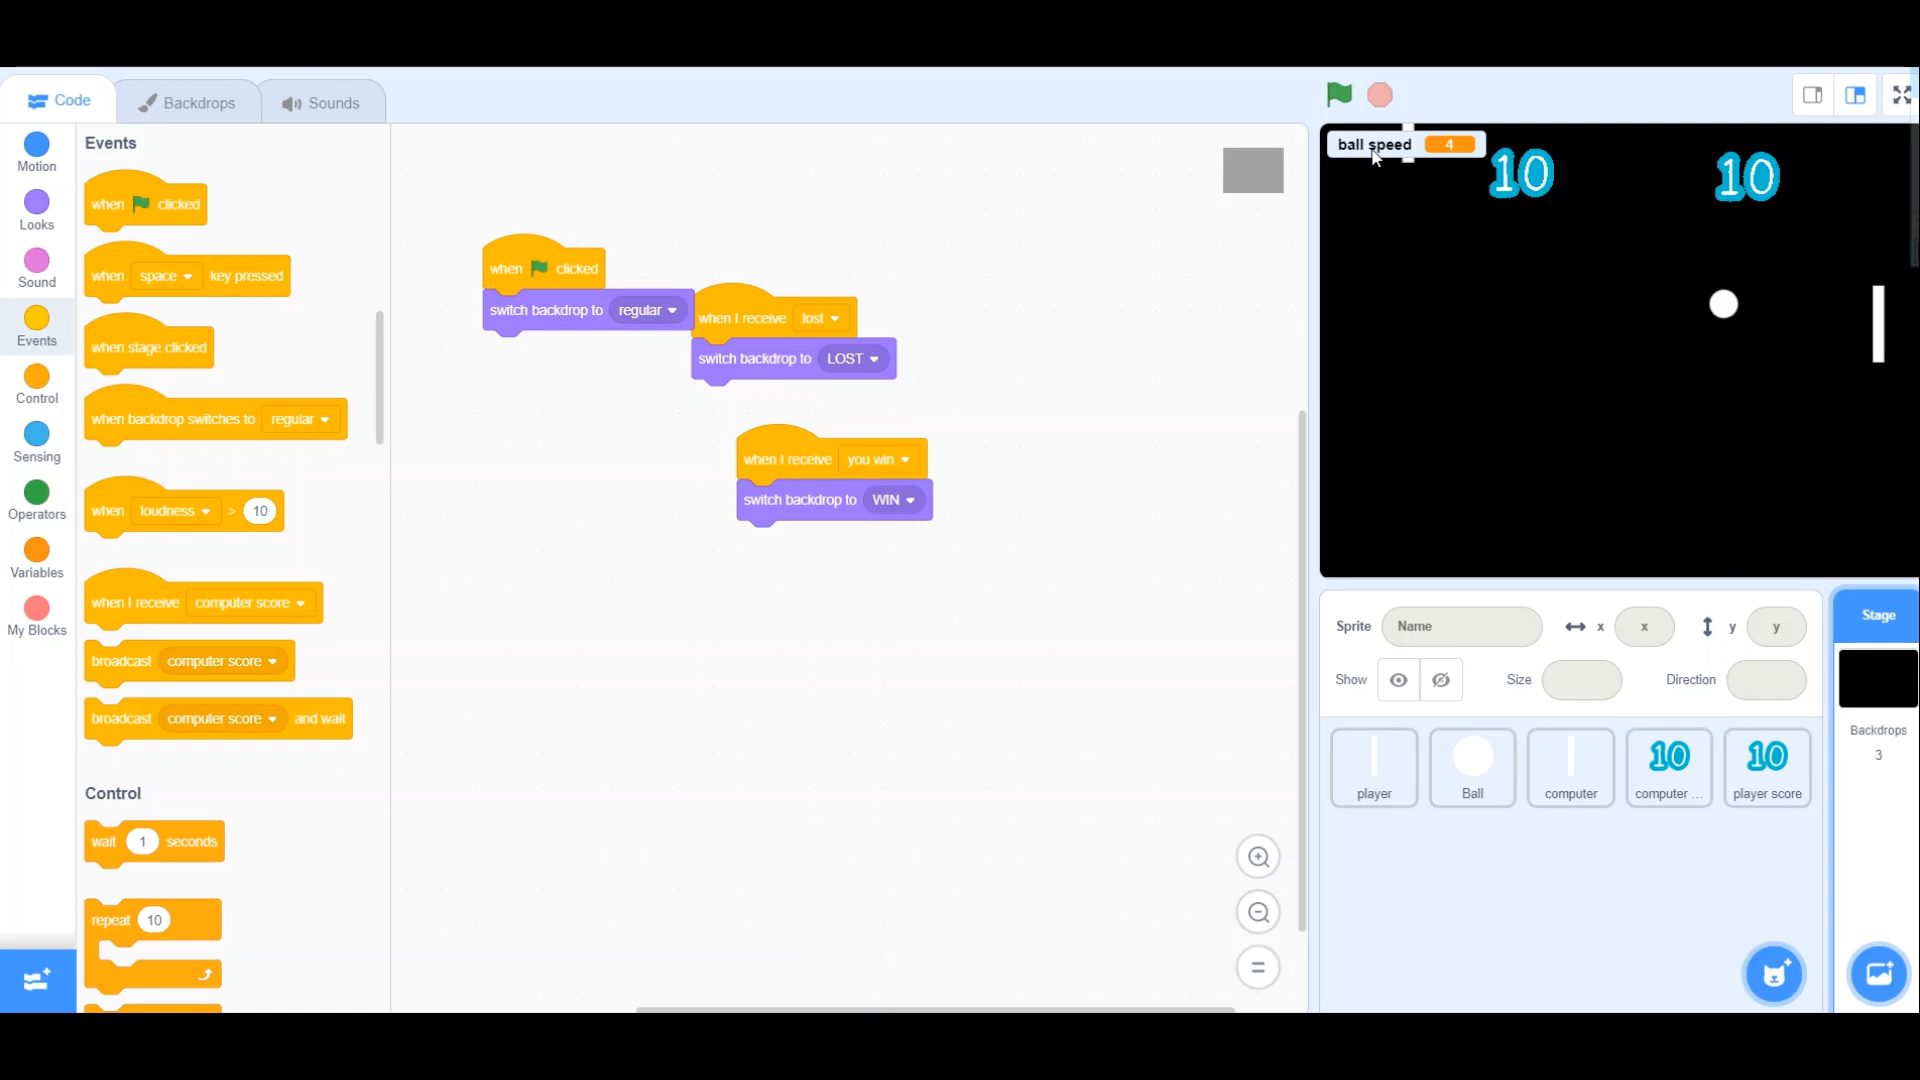 Code
Backdrops
Sounds
Motion
Looks
Sound
Events
Control
Sensing
Operators
Variables
My Blocks
Events
when clicked
when space key pressed
when stage clicked
when backdrop switches to regular
when loudness > 10
when I receive computer score
broadcast computer score
broadcast computer score and wait
Control
wait 1 seconds
repeat 10
when clicked
switch backdrop to regular
when I receive lost
switch backdrop to LOST
when I receive you win
switch backdrop to WIN
ball speed 4
10
10
Sprite Name x x y y
Show Size Direction
10 10
player Ball computer computer ... player score
Stage
Backdrops
3